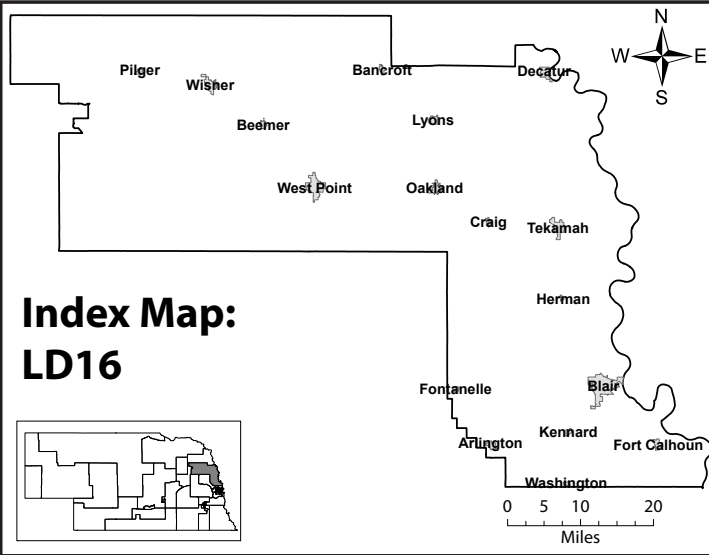 N
W E
S
Pilger
Wisner
Bancroft
Decatur
Beemer
Lyons
West Point
Oakland
Craig
Tekamah
Herman
Index Map:
LD16
Fontanelle
Blair
Kennard
Arlington
Fort Calhoun
Washington
0 5 10 20
Miles